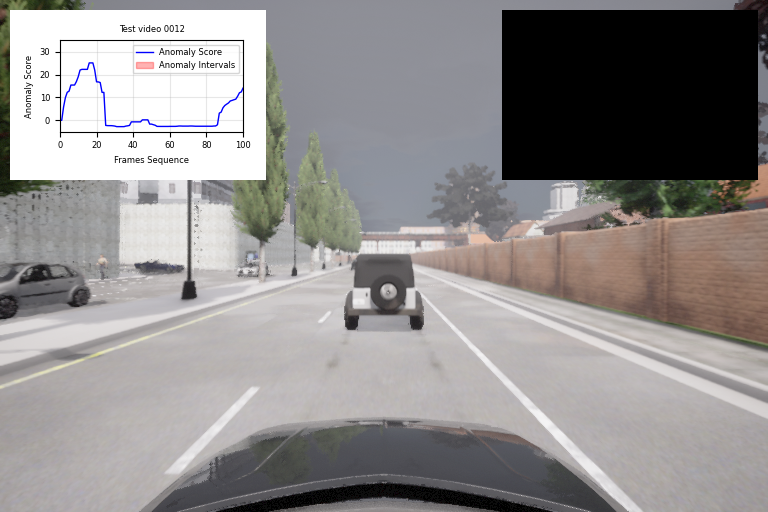 Test video 0012
Anomaly Score
Anomaly Intervals
Anomaly Score
30
20
10
0
0 20 40 60 80 100
Frames Sequence